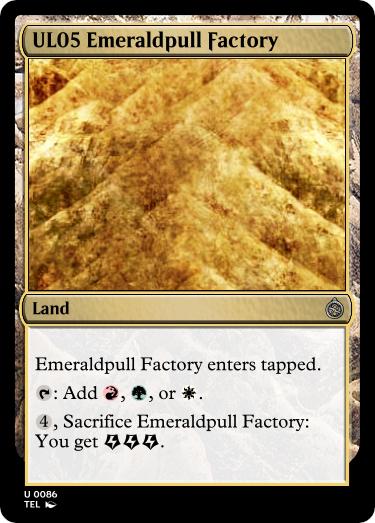 UL05 Emeraldpull Factory
Land
Emeraldpull Factory enters tapped.
: Add , , or .
4, Sacrifice Emeraldpull Factory:
You get .
U 0086
TEL